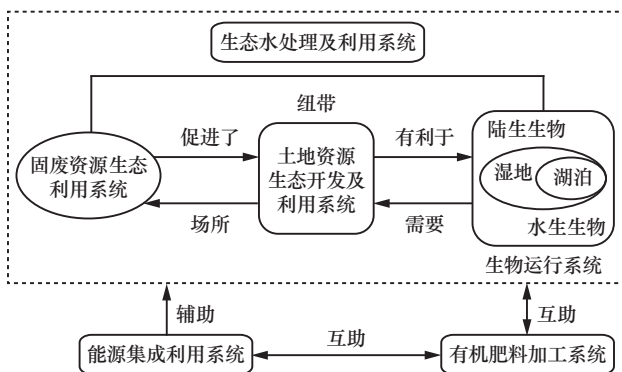 生态水处理及利用系统
纽带
促进了
有利于
陆生生物
固废资源生态
利用系统
土地资源
生态开发及
利用系统
湿地
湖泊
场所
需要
水生生物
生物运行系统
辅助
互助
互助
能源集成利用系统
有机肥料加工系统